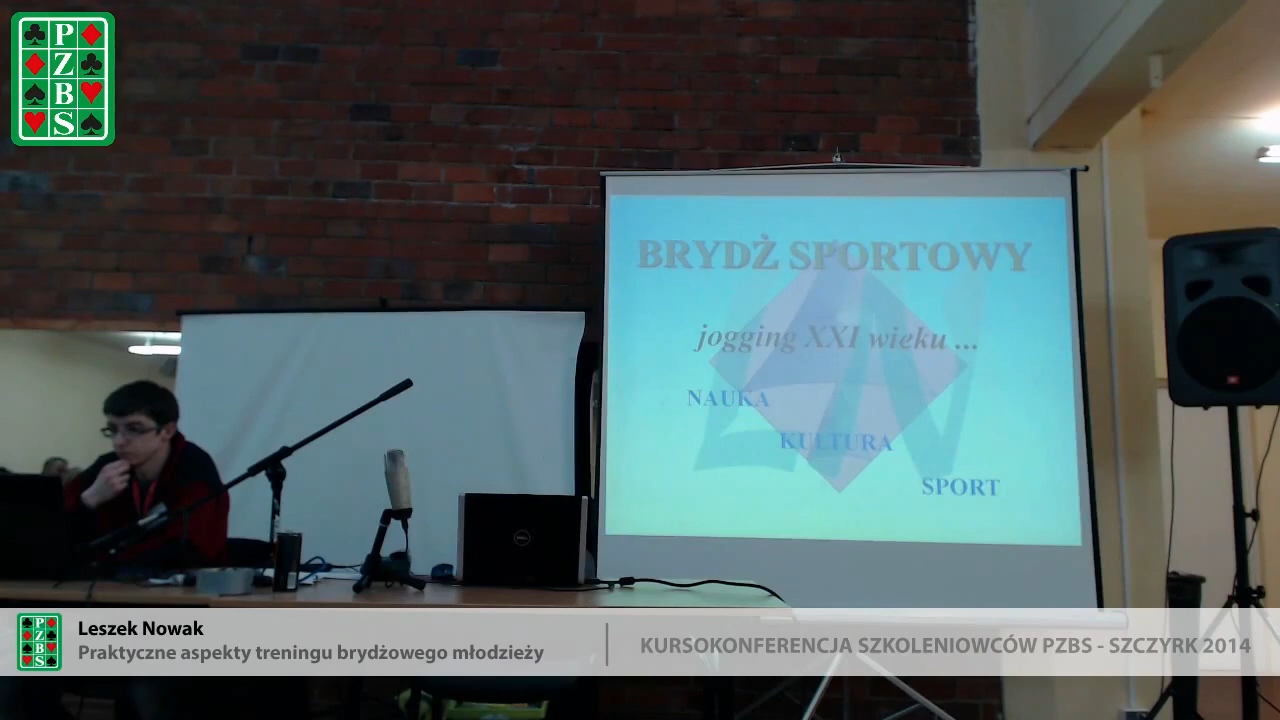 P
Z
B
S
BRYDŻ SPORTOWY
jogging XXI wieku ...
NAUKA
KULTURA
SPORT
DELL
P
Z
B
S
Leszek Nowak
Praktyczne aspekty treningu brydżowego młodzieży
KURSOKONFERENCJA SZKOLENIOWCÓW PZBS - SZCZYRK 2014